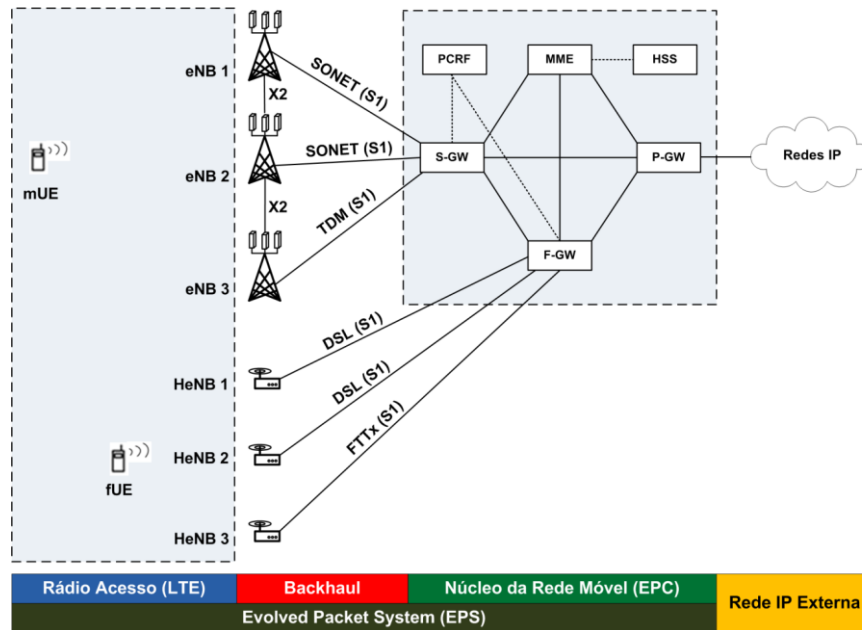 eNB 1
X2
eNB 2
X2
eNB 3
mUE
SONET (S1)
SONET (S1)
TDM (S1)
PCRF
MME
HSS
S-GW
P-GW
F-GW
Redes IP
HeNB 1
DSL (S1)
HeNB 2
DSL (S1)
fUE
HeNB 3
FTTx (S1)
Rádio Acesso (LTE)
Backhaul
Núcleo da Rede Móvel (EPC)
Rede IP Externa
Evolved Packet System (EPS)